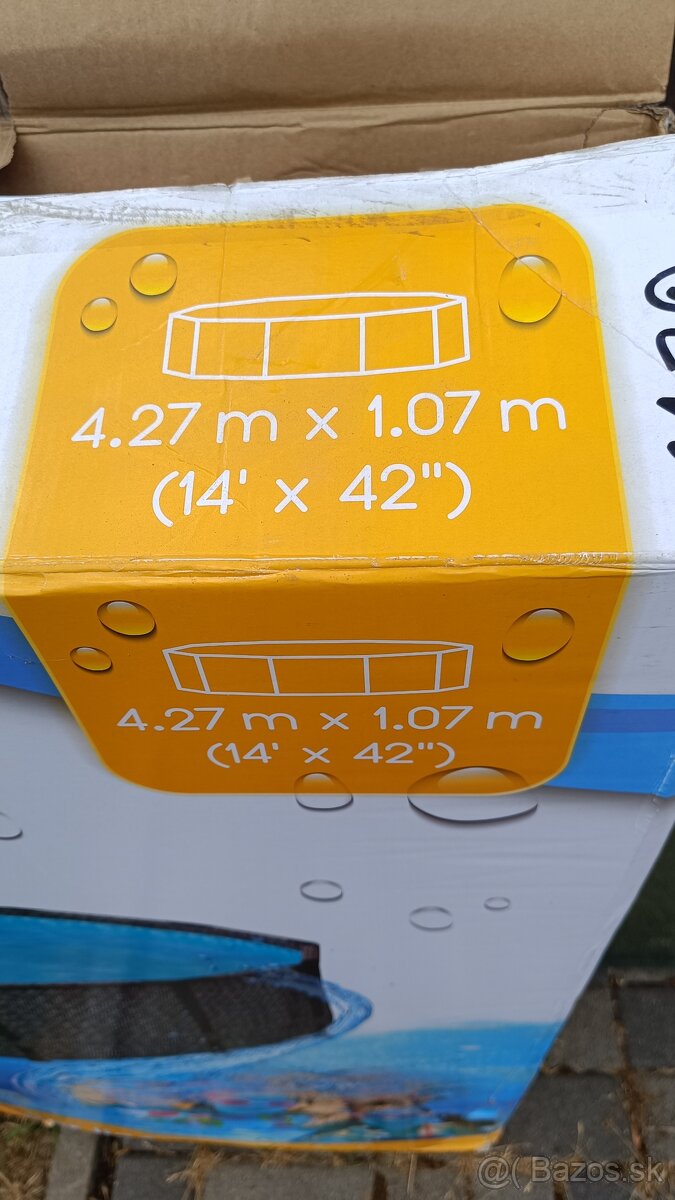 4.27 m x 1.07 m
(14' x 42")
4.27 m x 1.07 m
(14' x 42")
@( Bazos.sk